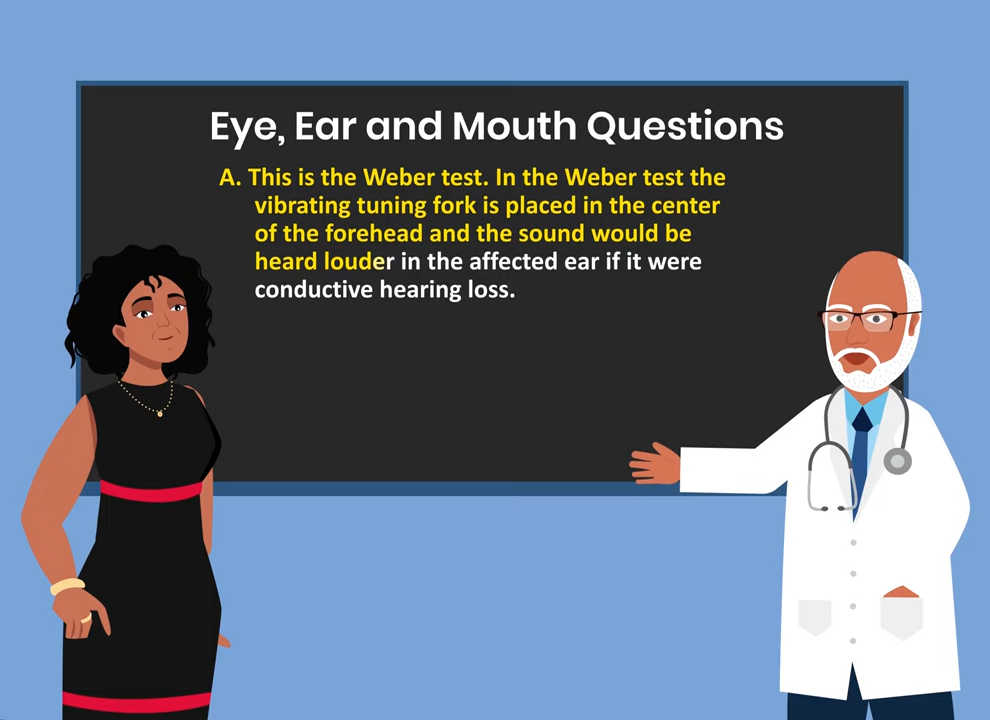 Eye, Ear and Mouth Questions
A. This is the Weber test. In the Weber test the
vibrating tuning fork is placed in the center
of the forehead and the sound would be
heard louder in the affected ear if it were
conductive hearing loss.